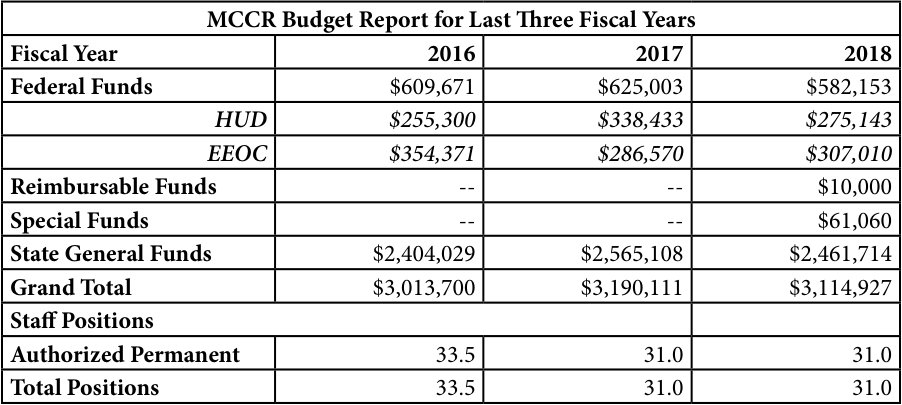 MCCR Budget Report for Last Three Fiscal Years
Fiscal Year 2016 2017 2018
Federal Funds $609,671 $625,003 $582,153
HUD $255,300 $338,433 $275,143
EEOC $354,371 $286,570 $307,010
Reimbursable Funds -- -- $10,000
Special Funds -- -- $61,060
State General Funds $2,404,029 $2,565,108 $2,461,714
Grand Total $3,013,700 $3,190,111 $3,114,927
Staff Positions
Authorized Permanent 33.5 31.0 31.0
Total Positions 33.5 31.0 31.0